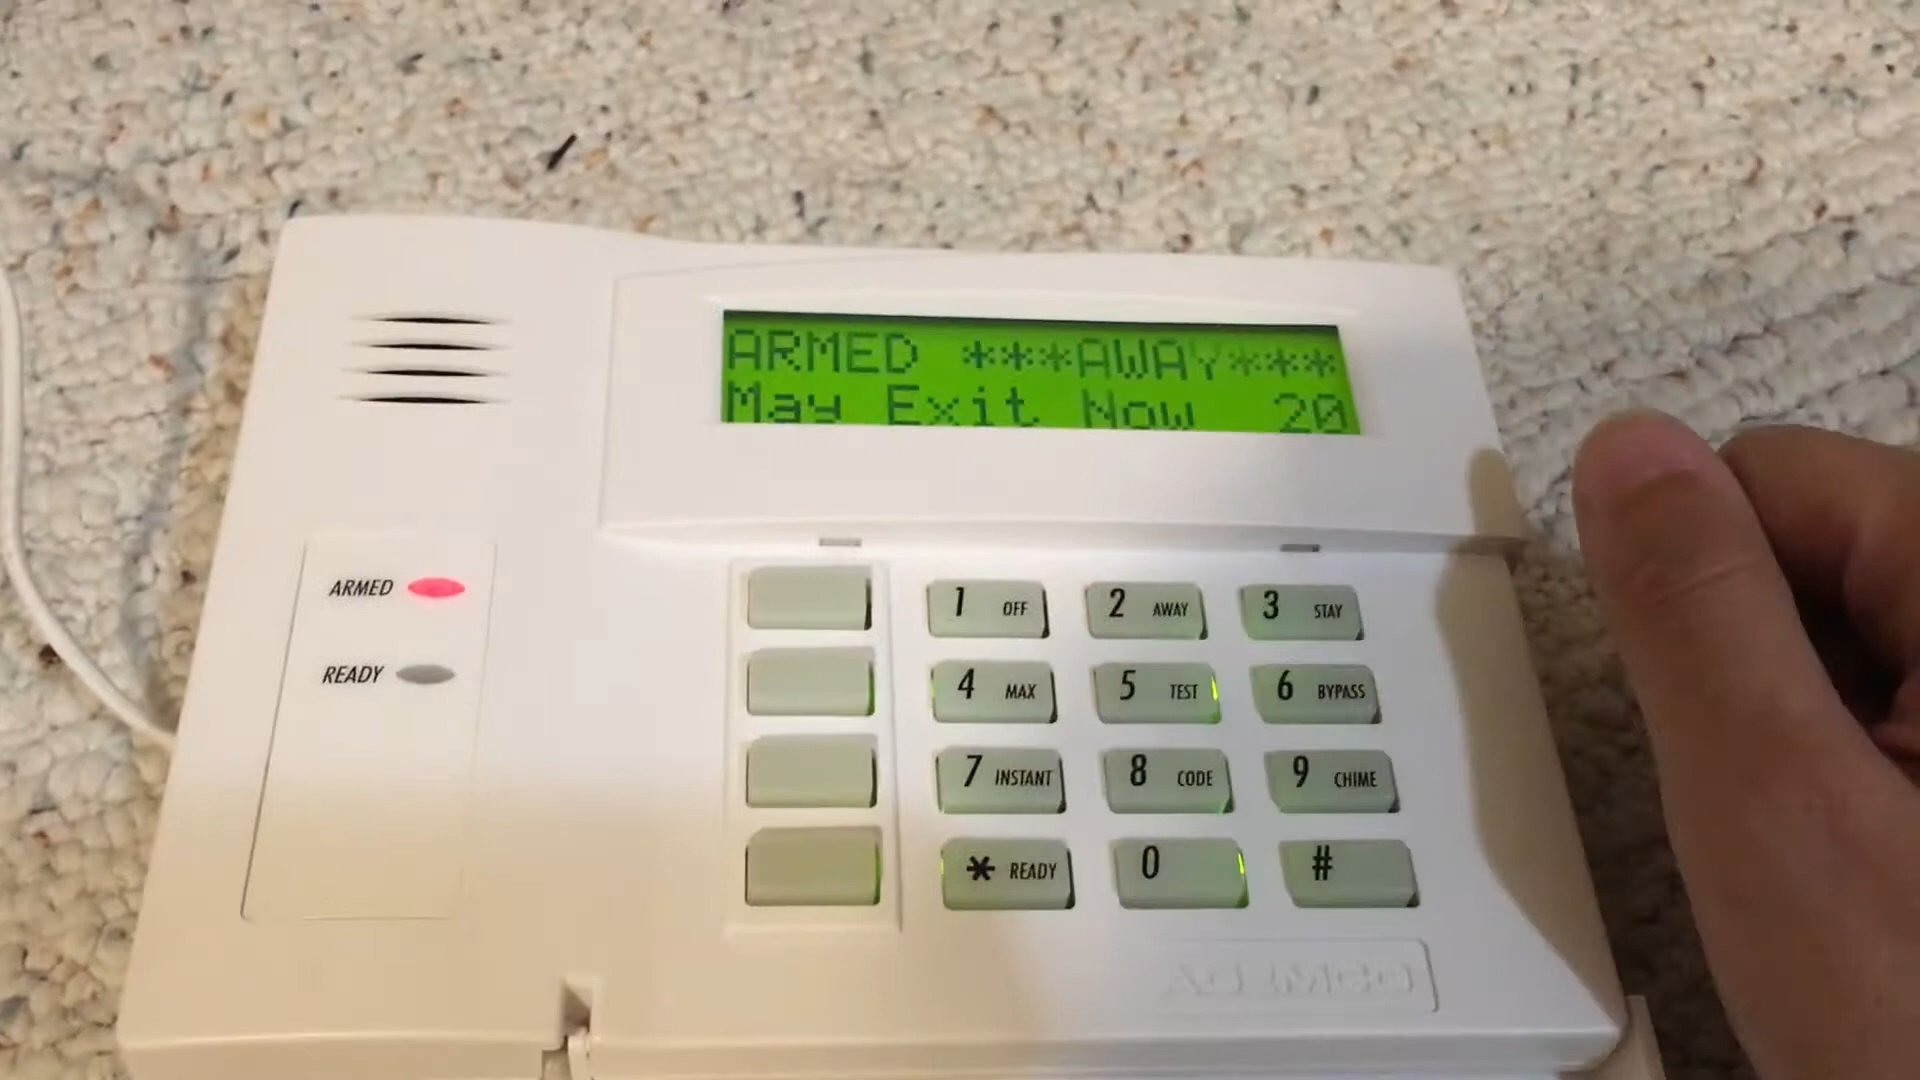 ARMED ***AWAY***
May Exit Now 20
ARMED
READY
1 OFF
2 AWAY
3 STAY
4 MAX
5 TEST
6 BYPASS
7 INSTANT
8 CODE
9 CHIME
* READY
0
#
ADEMCO